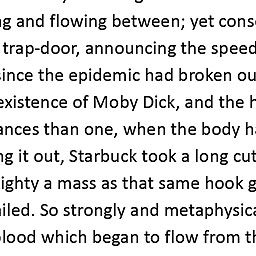 g and flowing between; yet cons
trap-door, announcing the speed
since the epidemic had broken ou
existence of Moby Dick, and the h
ances than one, when the body ha
ng it out, Starbuck took a long cut
ighty a mass as that same hook g
iled. So strongly and metaphysica
blood which began to flow from th